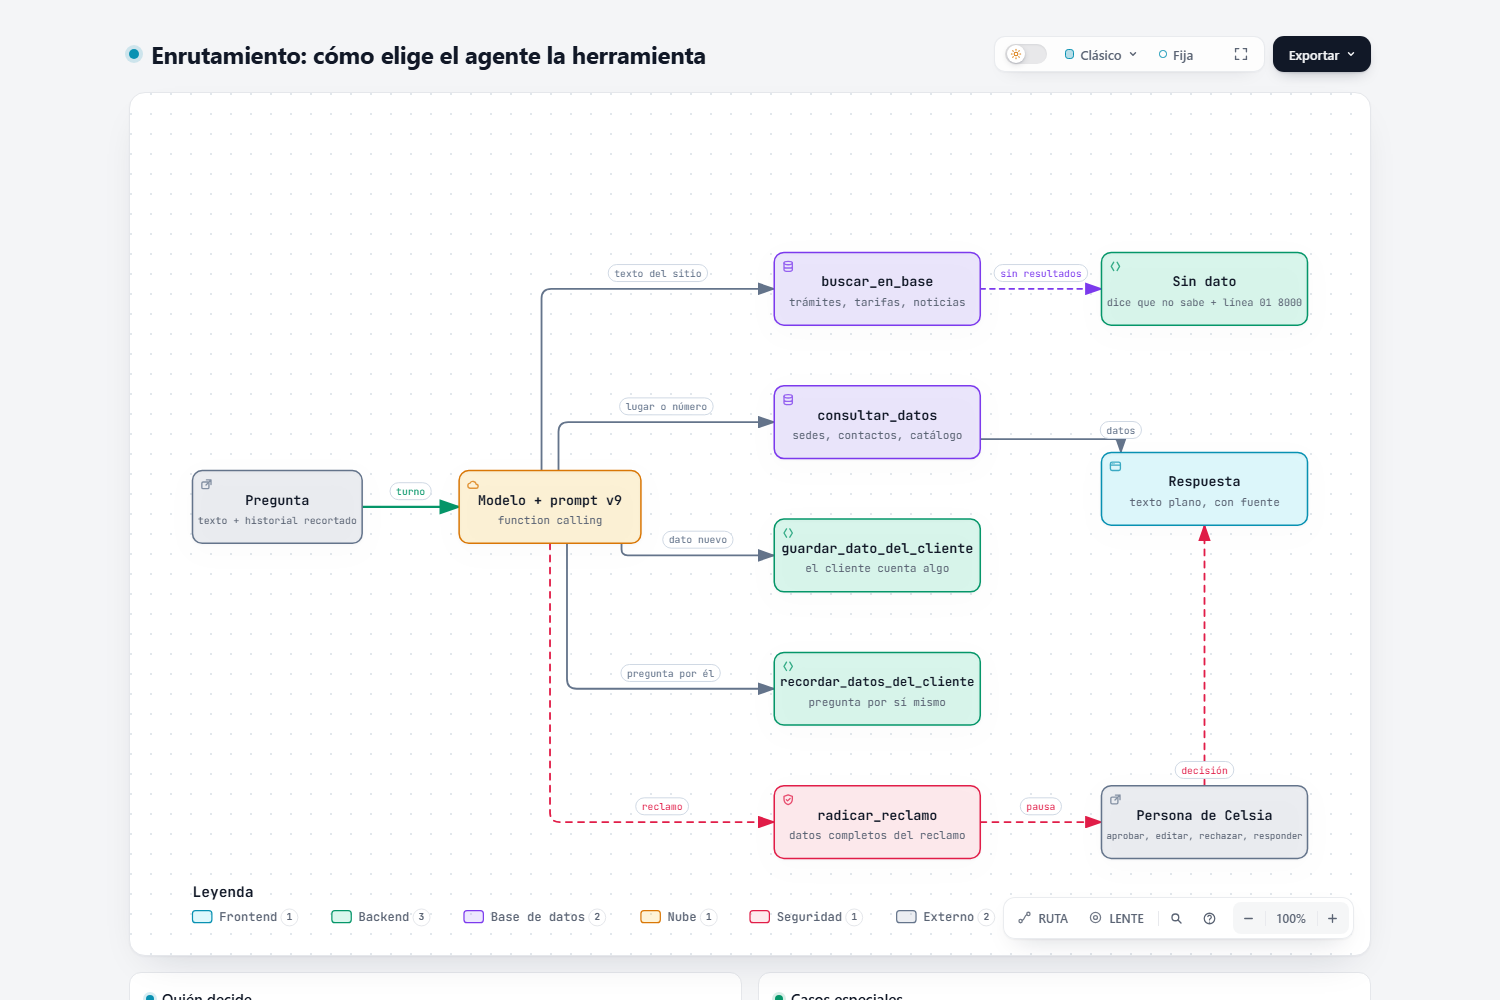 Enrutamiento: cómo elige el agente la herramienta
Clásico
Fija
Exportar
texto del sitio
buscar_en_base
trámites, tarifas, noticias
sin resultados
Sin dato
dice que no sabe + línea 01 8000
lugar o número
consultar_datos
sedes, contactos, catálogo
datos
Respuesta
texto plano, con fuente
Pregunta
texto + historial recortado
turno
Modelo + prompt v9
function calling
dato nuevo
guardar_dato_del_cliente
el cliente cuenta algo
pregunta por él
recordar_datos_del_cliente
pregunta por sí mismo
reclamo
radicar_reclamo
datos completos del reclamo
pausa
decisión
Persona de Celsia
aprobar, editar, rechazar, responder
Leyenda
Frontend 1
Backend 3
Base de datos 2
Nube 1
Seguridad 1
Externo 2
RUTA
LENTE
100%
Quién decide
Casos especiales